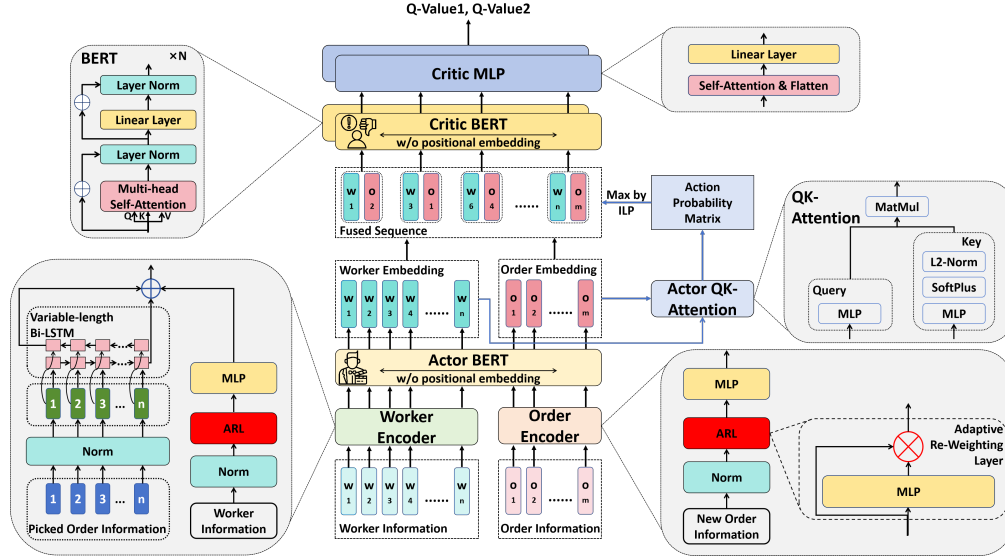 Q-Value1, Q-Value2
BERT
×N
Layer Norm
Linear Layer
Layer Norm
Multi-head
Self-Attention
Q K V
Critic MLP
Linear Layer
Self-Attention & Flatten
Critic BERT
w/o positional embedding
W 1 O 2 W 3 O 1 W 6 O 4 ...... W n O m
Fused Sequence
Max by
ILP
Action
Probability
Matrix
QK-
Attention
MatMul
Key
L2-Norm
SoftPlus
MLP
Query
MLP
Worker Embedding
W 1 W 2 W 3 W 4 ...... W n
Order Embedding
O 1 O 2 ...... O m
Actor QK-
Attention
Actor BERT
w/o positional embedding
Worker
Encoder
Order
Encoder
W 1 W 2 W 3 W 4 ...... W n
Worker Information
O 1 O 2 ...... O m
Order Information
Variable-length
Bi-LSTM
...
...
1 2 3 ... n
Norm
1 2 3 ... n
Picked Order Information
MLP
ARL
Norm
Worker
Information
MLP
ARL
Norm
New Order
Information
Adaptive
Re-Weighting
Layer
MLP